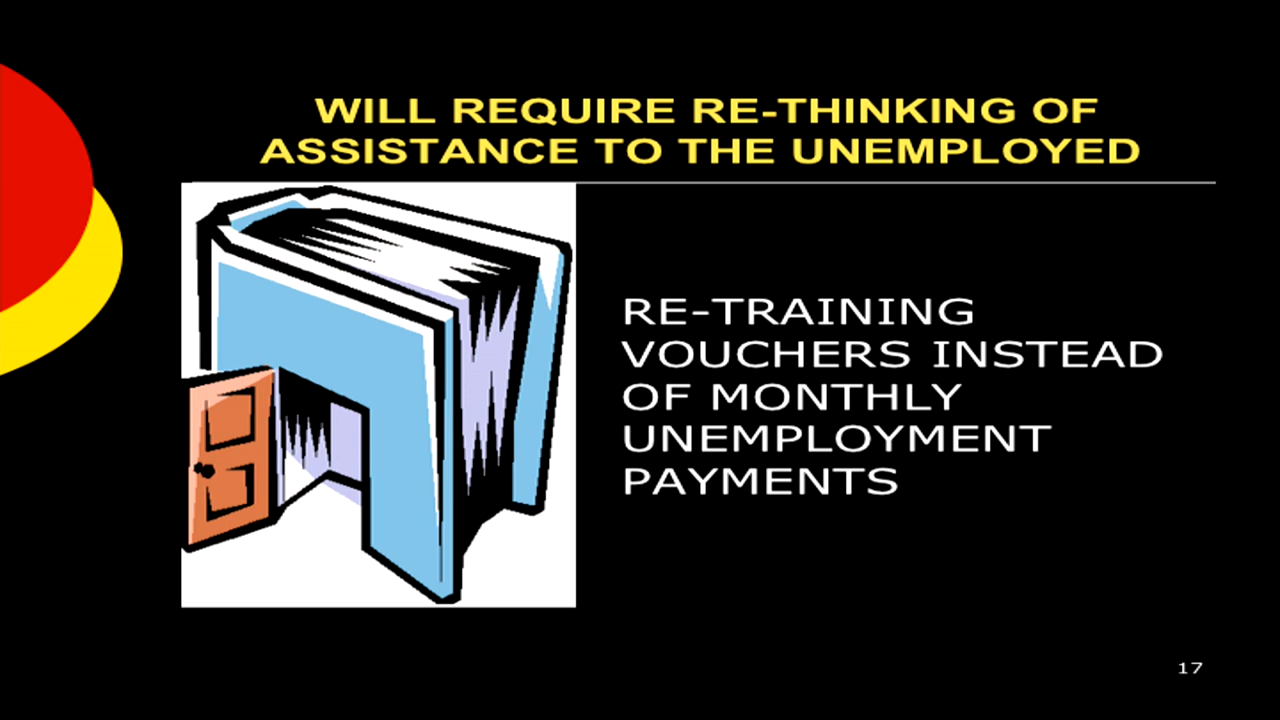 WILL REQUIRE RE-THINKING OF
ASSISTANCE TO THE UNEMPLOYED
RE-TRAINING
VOUCHERS INSTEAD
OF MONTHLY
UNEMPLOYMENT
PAYMENTS
17